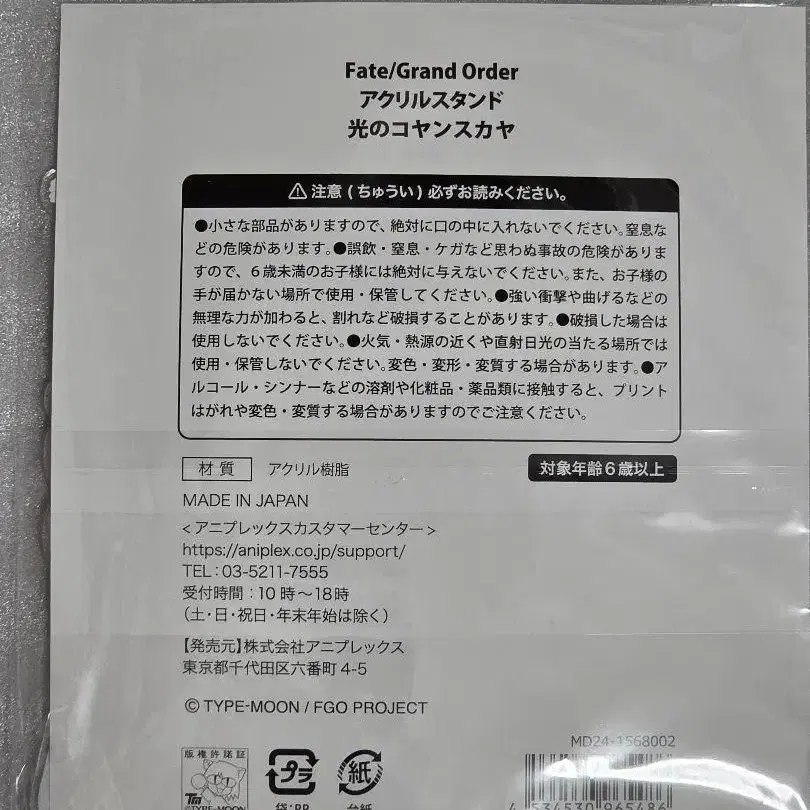 Fate/Grand Order
アクリルスタンド
光のコヤンスカヤ
⚠注意(ちゅうい)必ずお読みください。
●小さな部品がありますので、絶対に口の中に入れないでください。窒息な
どの危険があります。●誤飲・窒息・ケガなど思わぬ事故の危険がありま
すので、6歳未満のお子様には絶対に与えないでください。また、お子様の
手が届かない場所で使用・保管してください。●強い衝撃や曲げるなどの
無理な力が加わると、割れなど破損することがあります。●破損した場合は
使用しないでください。●火気・熱源の近くや直射日光の当たる場所では
使用・保管しないでください。変色・変形・変質する場合があります。●ア
ルコール・シンナーなどの溶剤や化粧品・薬品類に接触すると、プリント
はがれや変色・変質する場合がありますのでご注意ください。
材質 アクリル樹脂 対象年齢6歳以上
MADE IN JAPAN
<アニプレックスカスタマーセンター>
https://aniplex.co.jp/support/
TEL:03-5211-7555
受付時間:10時〜18時
(土・日・祝日・年末年始は除く)
【発売元】株式会社アニプレックス
東京都千代田区六番町4-5
©TYPE-MOON / FGO PROJECT
MD24-1568002
版権許諾証
プラ 紙
TM
©TYPE-MOON 袋:PP 台紙